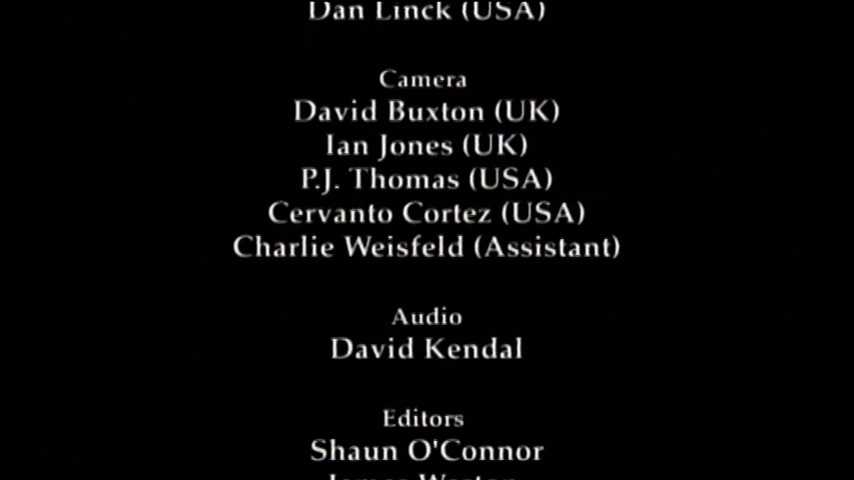 Dan Linck (USA)
Camera
David Buxton (UK)
Ian Jones (UK)
P.J. Thomas (USA)
Cervanto Cortez (USA)
Charlie Weisfeld (Assistant)
Audio
David Kendal
Editors
Shaun O'Connor
James